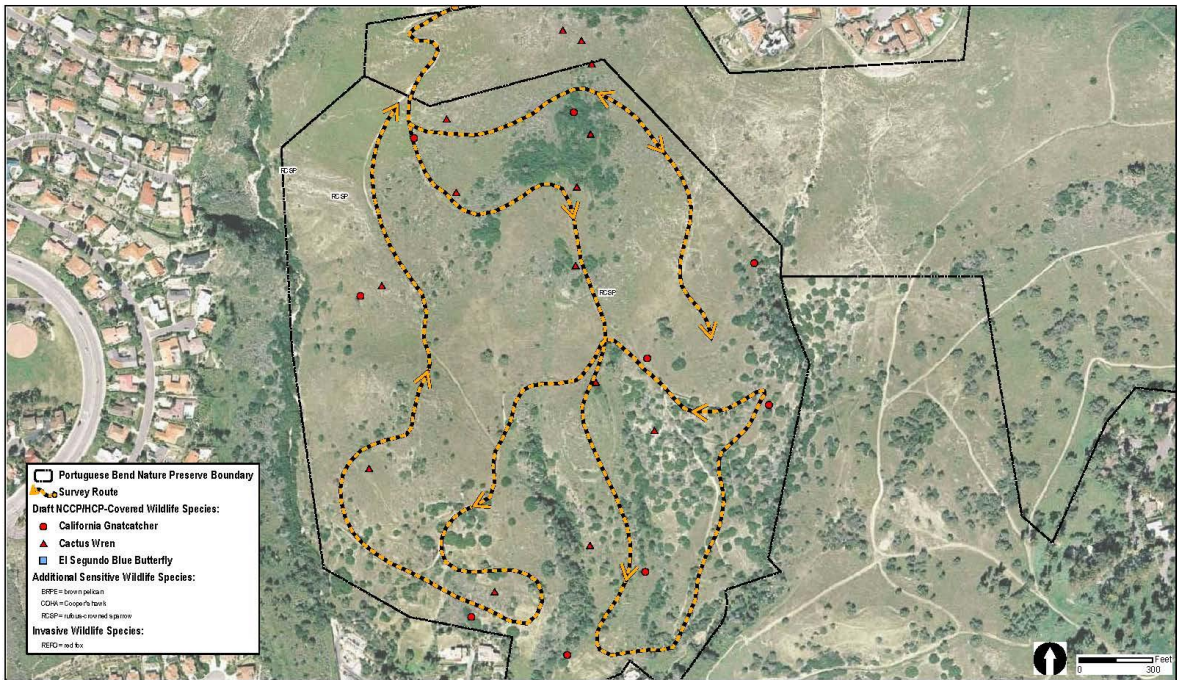 RCSP
RCSP
RCSP
Portuguese Bend Nature Preserve Boundary
Survey Route
Draft NCCP/HCP-Covered Wildlife Species:
California Gnatcatcher
Cactus Wren
El Segundo Blue Butterfly
Additional Sensitive Wildlife Species:
BRPE = brown pelican
COHA = Cooper's hawk
RCSP = rufous-crowned sparrow
Invasive Wildlife Species:
REFO = red fox
Feet
0 300